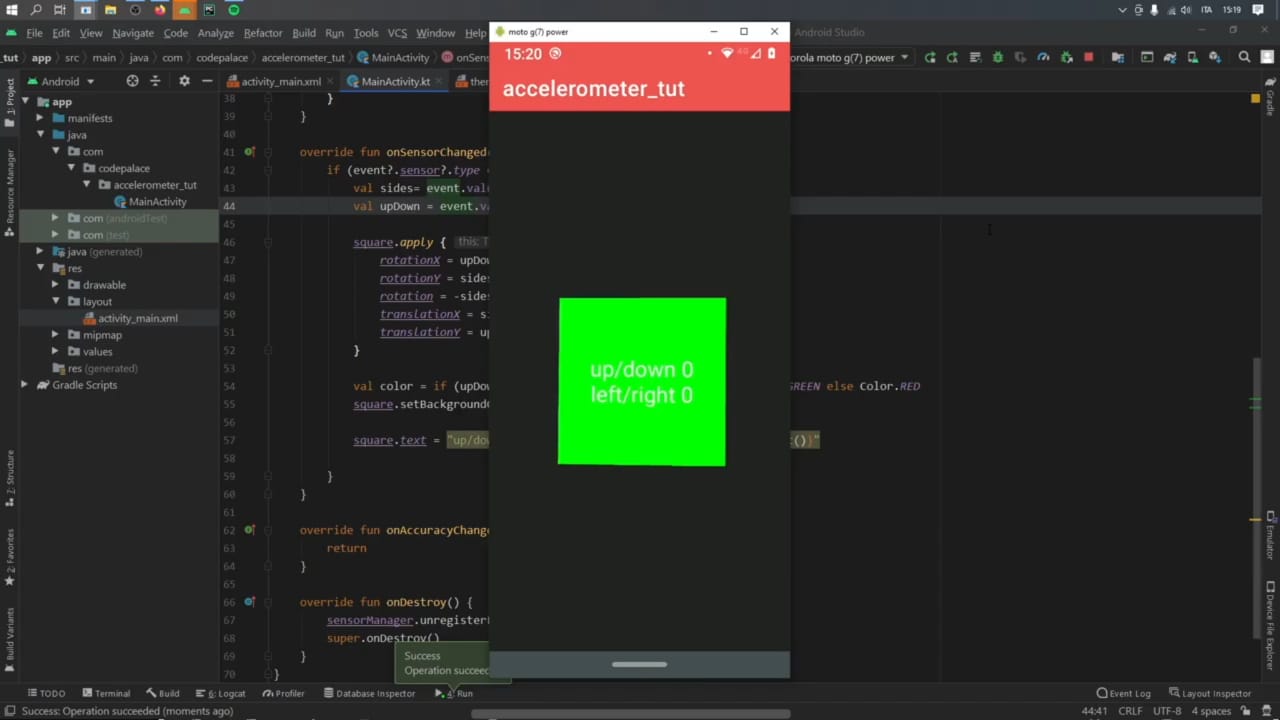 ITA 15:19
File Edit View Navigate Code Analyze Refactor Build Run Tools VCS Window Help
Android Studio
_tut app src main java com codepalace accelerometer_tut MainActivity
orola moto g(7) power
Android
activity_main.xml
MainActivity.kt
1: Project
Resource Manager
Z: Structure
2: Favorites
Build Variants
app
manifests
java
com
codepalace
accelerometer_tut
MainActivity
com (androidTest)
com (test)
java (generated)
res
drawable
layout
activity_main.xml
mipmap
values
res (generated)
Gradle Scripts
38 }
39 }
40
41 override fun onSensorChanged(
42 if (event?.sensor?.type
43 val sides= event.valu
44 val upDown = event.va
45
46 square.apply { this: T
47 rotationX = upDo
48 rotationY = sides
49 rotation = -sides
50 translationX = si
51 translationY = up
52 }
53
54 val color = if (upDow GREEN else Color.RED
55 square.setBackground
56
57 square.text = "up/dow ()}"
58
59 }
60 }
61
62 override fun onAccuracyChange
63 return
64 }
65
66 override fun onDestroy() {
67 sensorManager.unregister
68 super.onDestroy()
69 }
70 }
moto g(7) power
15:20
4G
accelerometer_tut
up/down 0
left/right 0
Success
Operation succeed
Gradle
Emulator
Device File Explorer
TODO Terminal Build 6: Logcat Profiler Database Inspector 4: Run Event Log Layout Inspector
Success: Operation succeeded (moments ago)
44:41 CRLF UTF-8 4 spaces